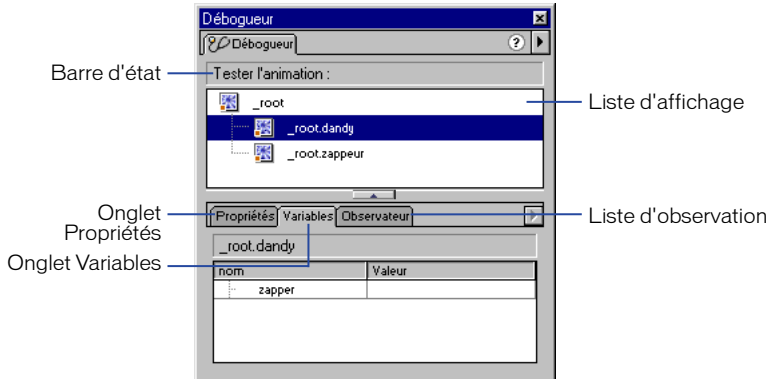 Débogueur
Débogueur
?
Barre d'état
Tester l'animation :
_root
Liste d'affichage
_root.dandy
_root.zappeur
Onglet
Propriétés
Propriétés Variables Observateur
Liste d'observation
Onglet Variables
_root.dandy
nom Valeur
zapper